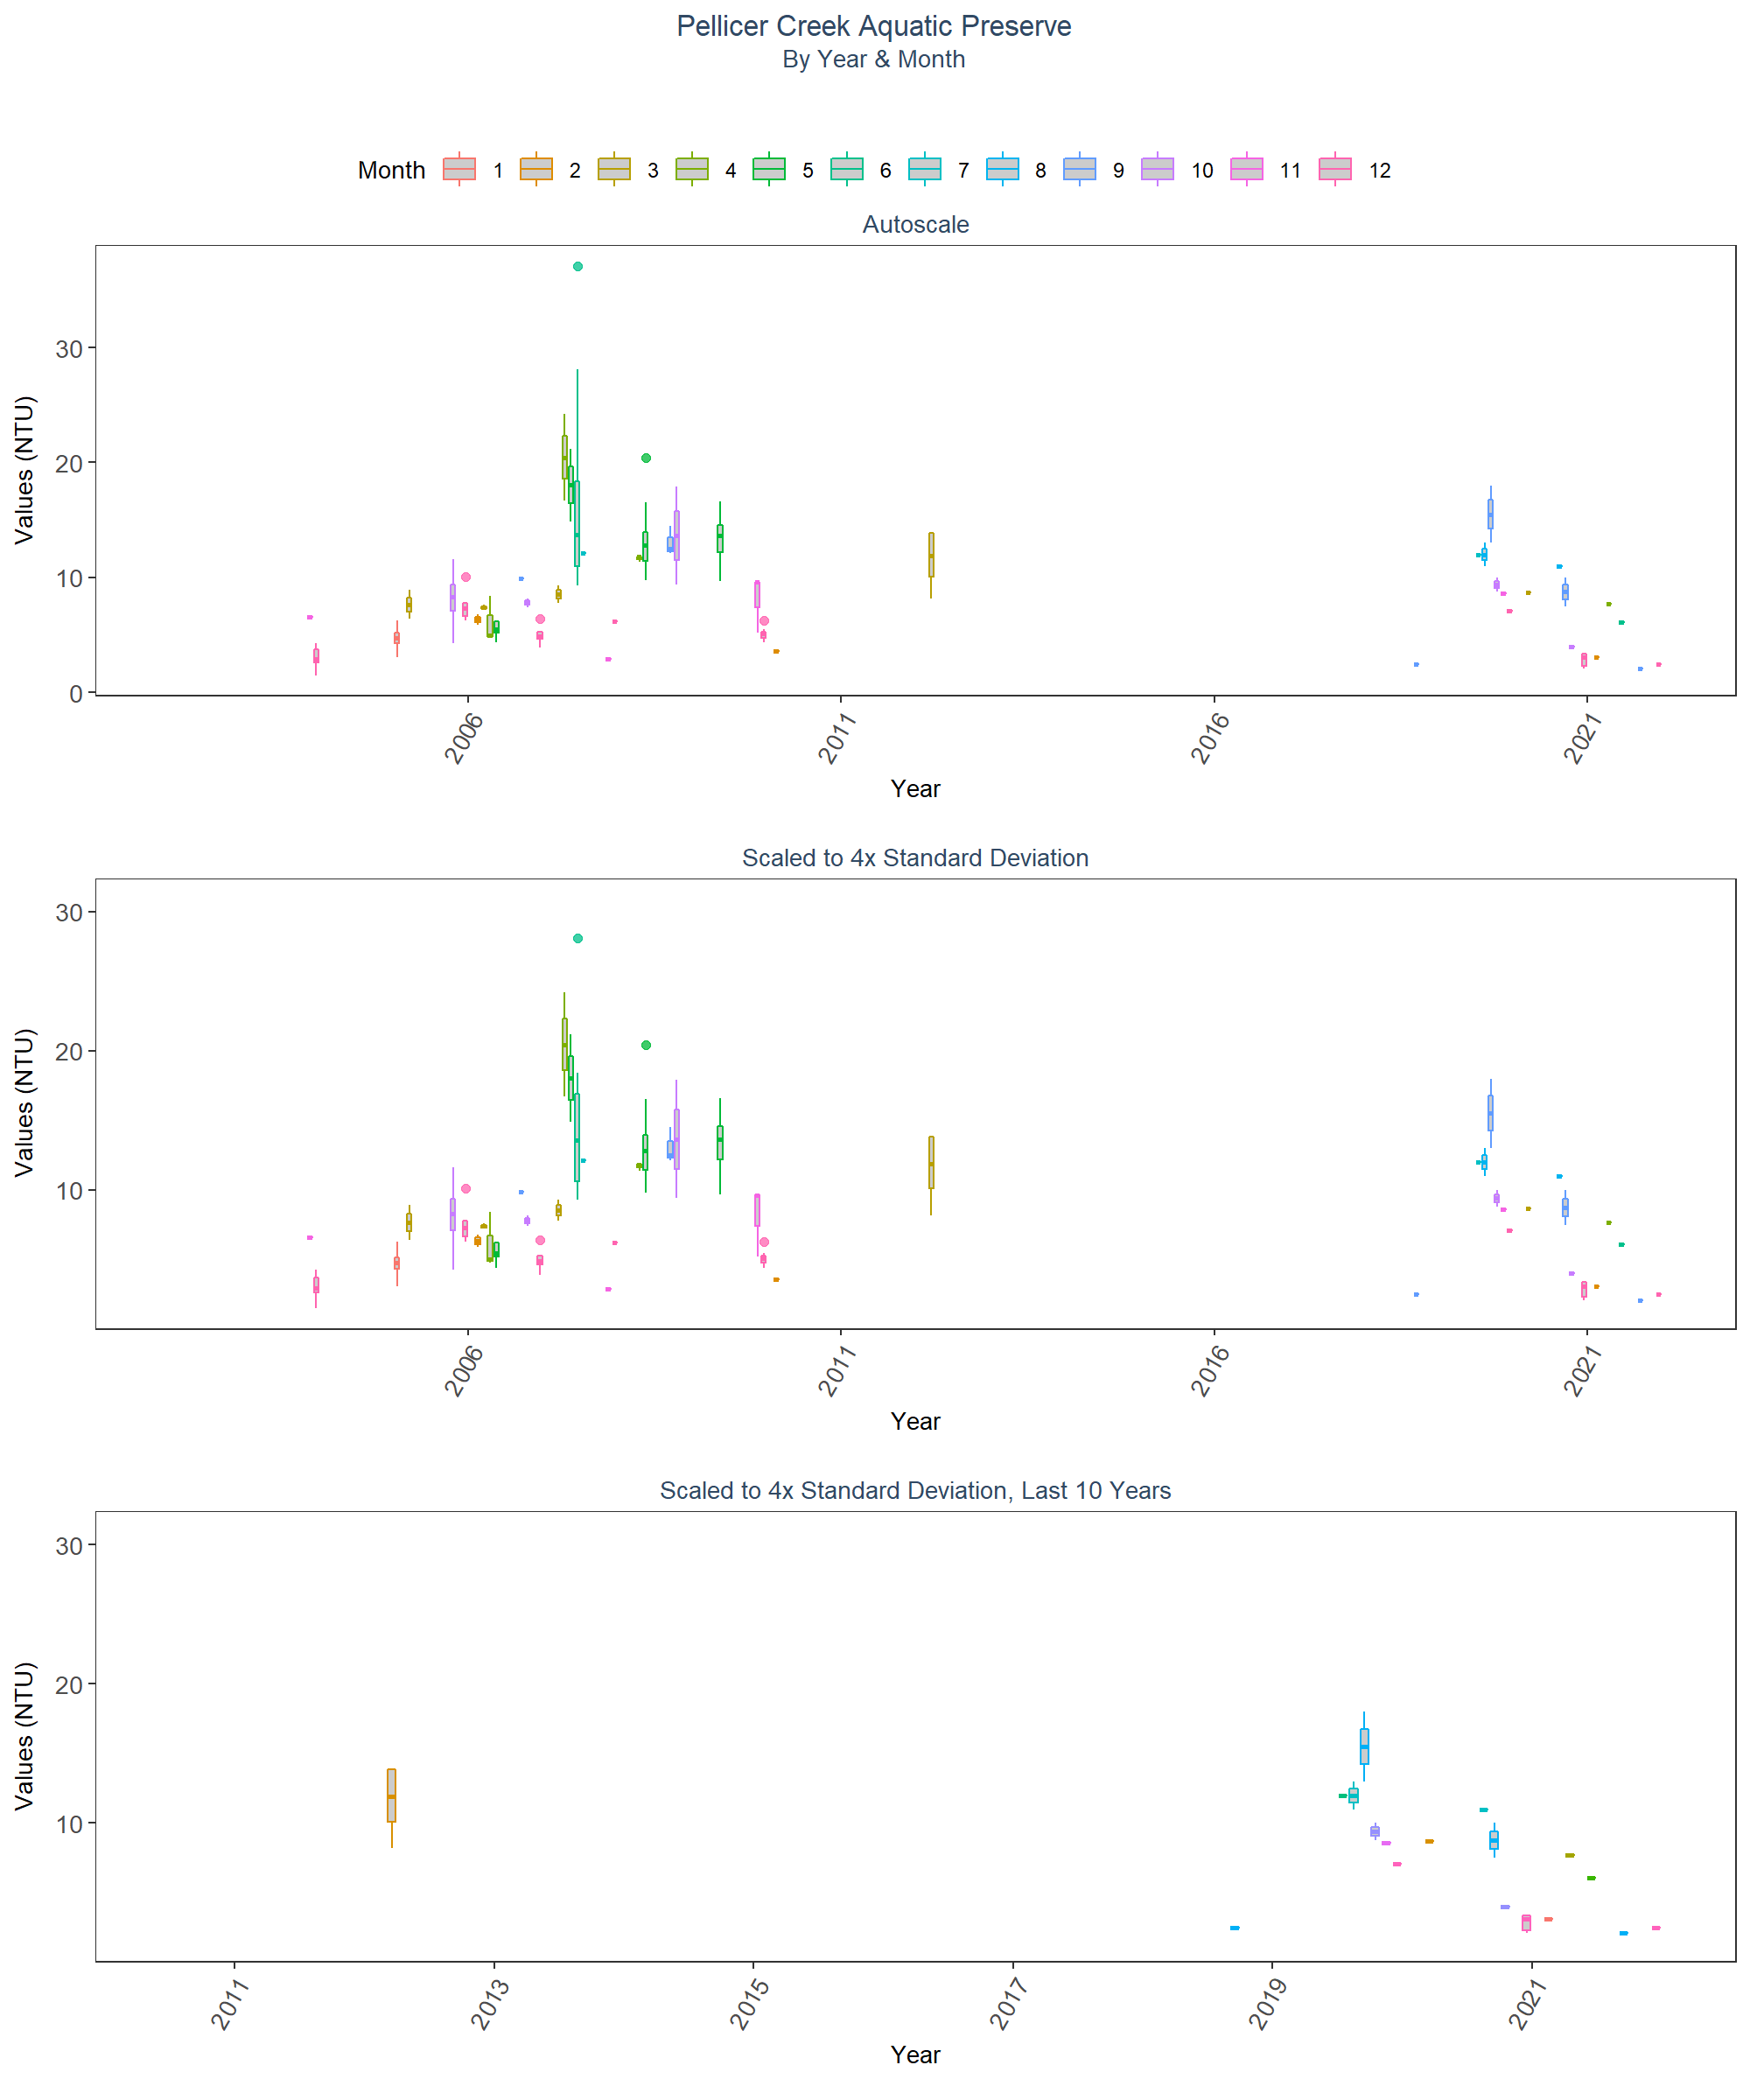 Pellicer Creek Aquatic Preserve
By Year & Month
Month 1 2 3 4 5 6 7 8 9 10 11 12
Autoscale
Values (NTU)
30
20
10
0
2006 2011 2016 2021
Year
Scaled to 4x Standard Deviation
Values (NTU)
30
20
10
2006 2011 2016 2021
Year
Scaled to 4x Standard Deviation, Last 10 Years
Values (NTU)
30
20
10
2011 2013 2015 2017 2019 2021
Year